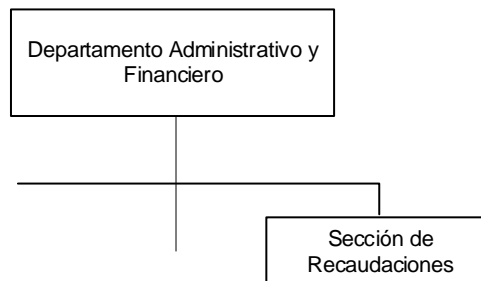 Departamento Administrativo y
Financiero
Sección de
Recaudaciones